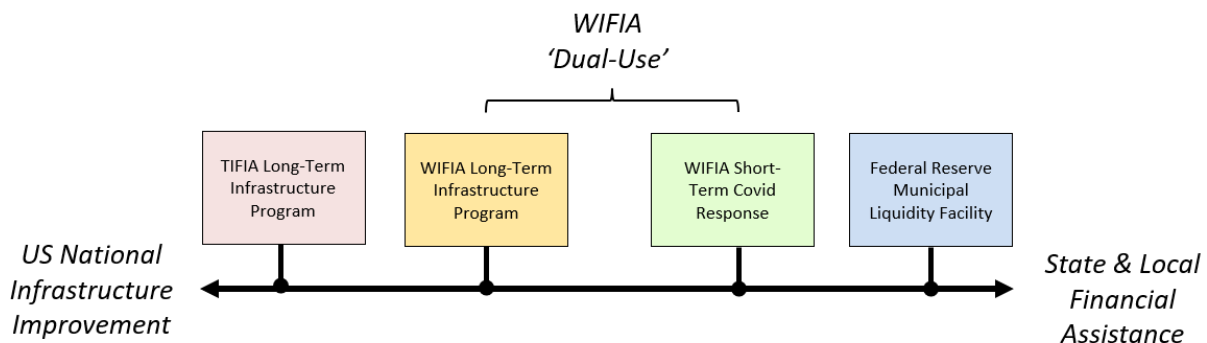 WIFIA
‘Dual-Use’
TIFIA Long-Term
Infrastructure
Program
WIFIA Long-Term
Infrastructure
Program
WIFIA Short-
Term Covid
Response
Federal Reserve
Municipal
Liquidity Facility
US National
Infrastructure
Improvement
State & Local
Financial
Assistance